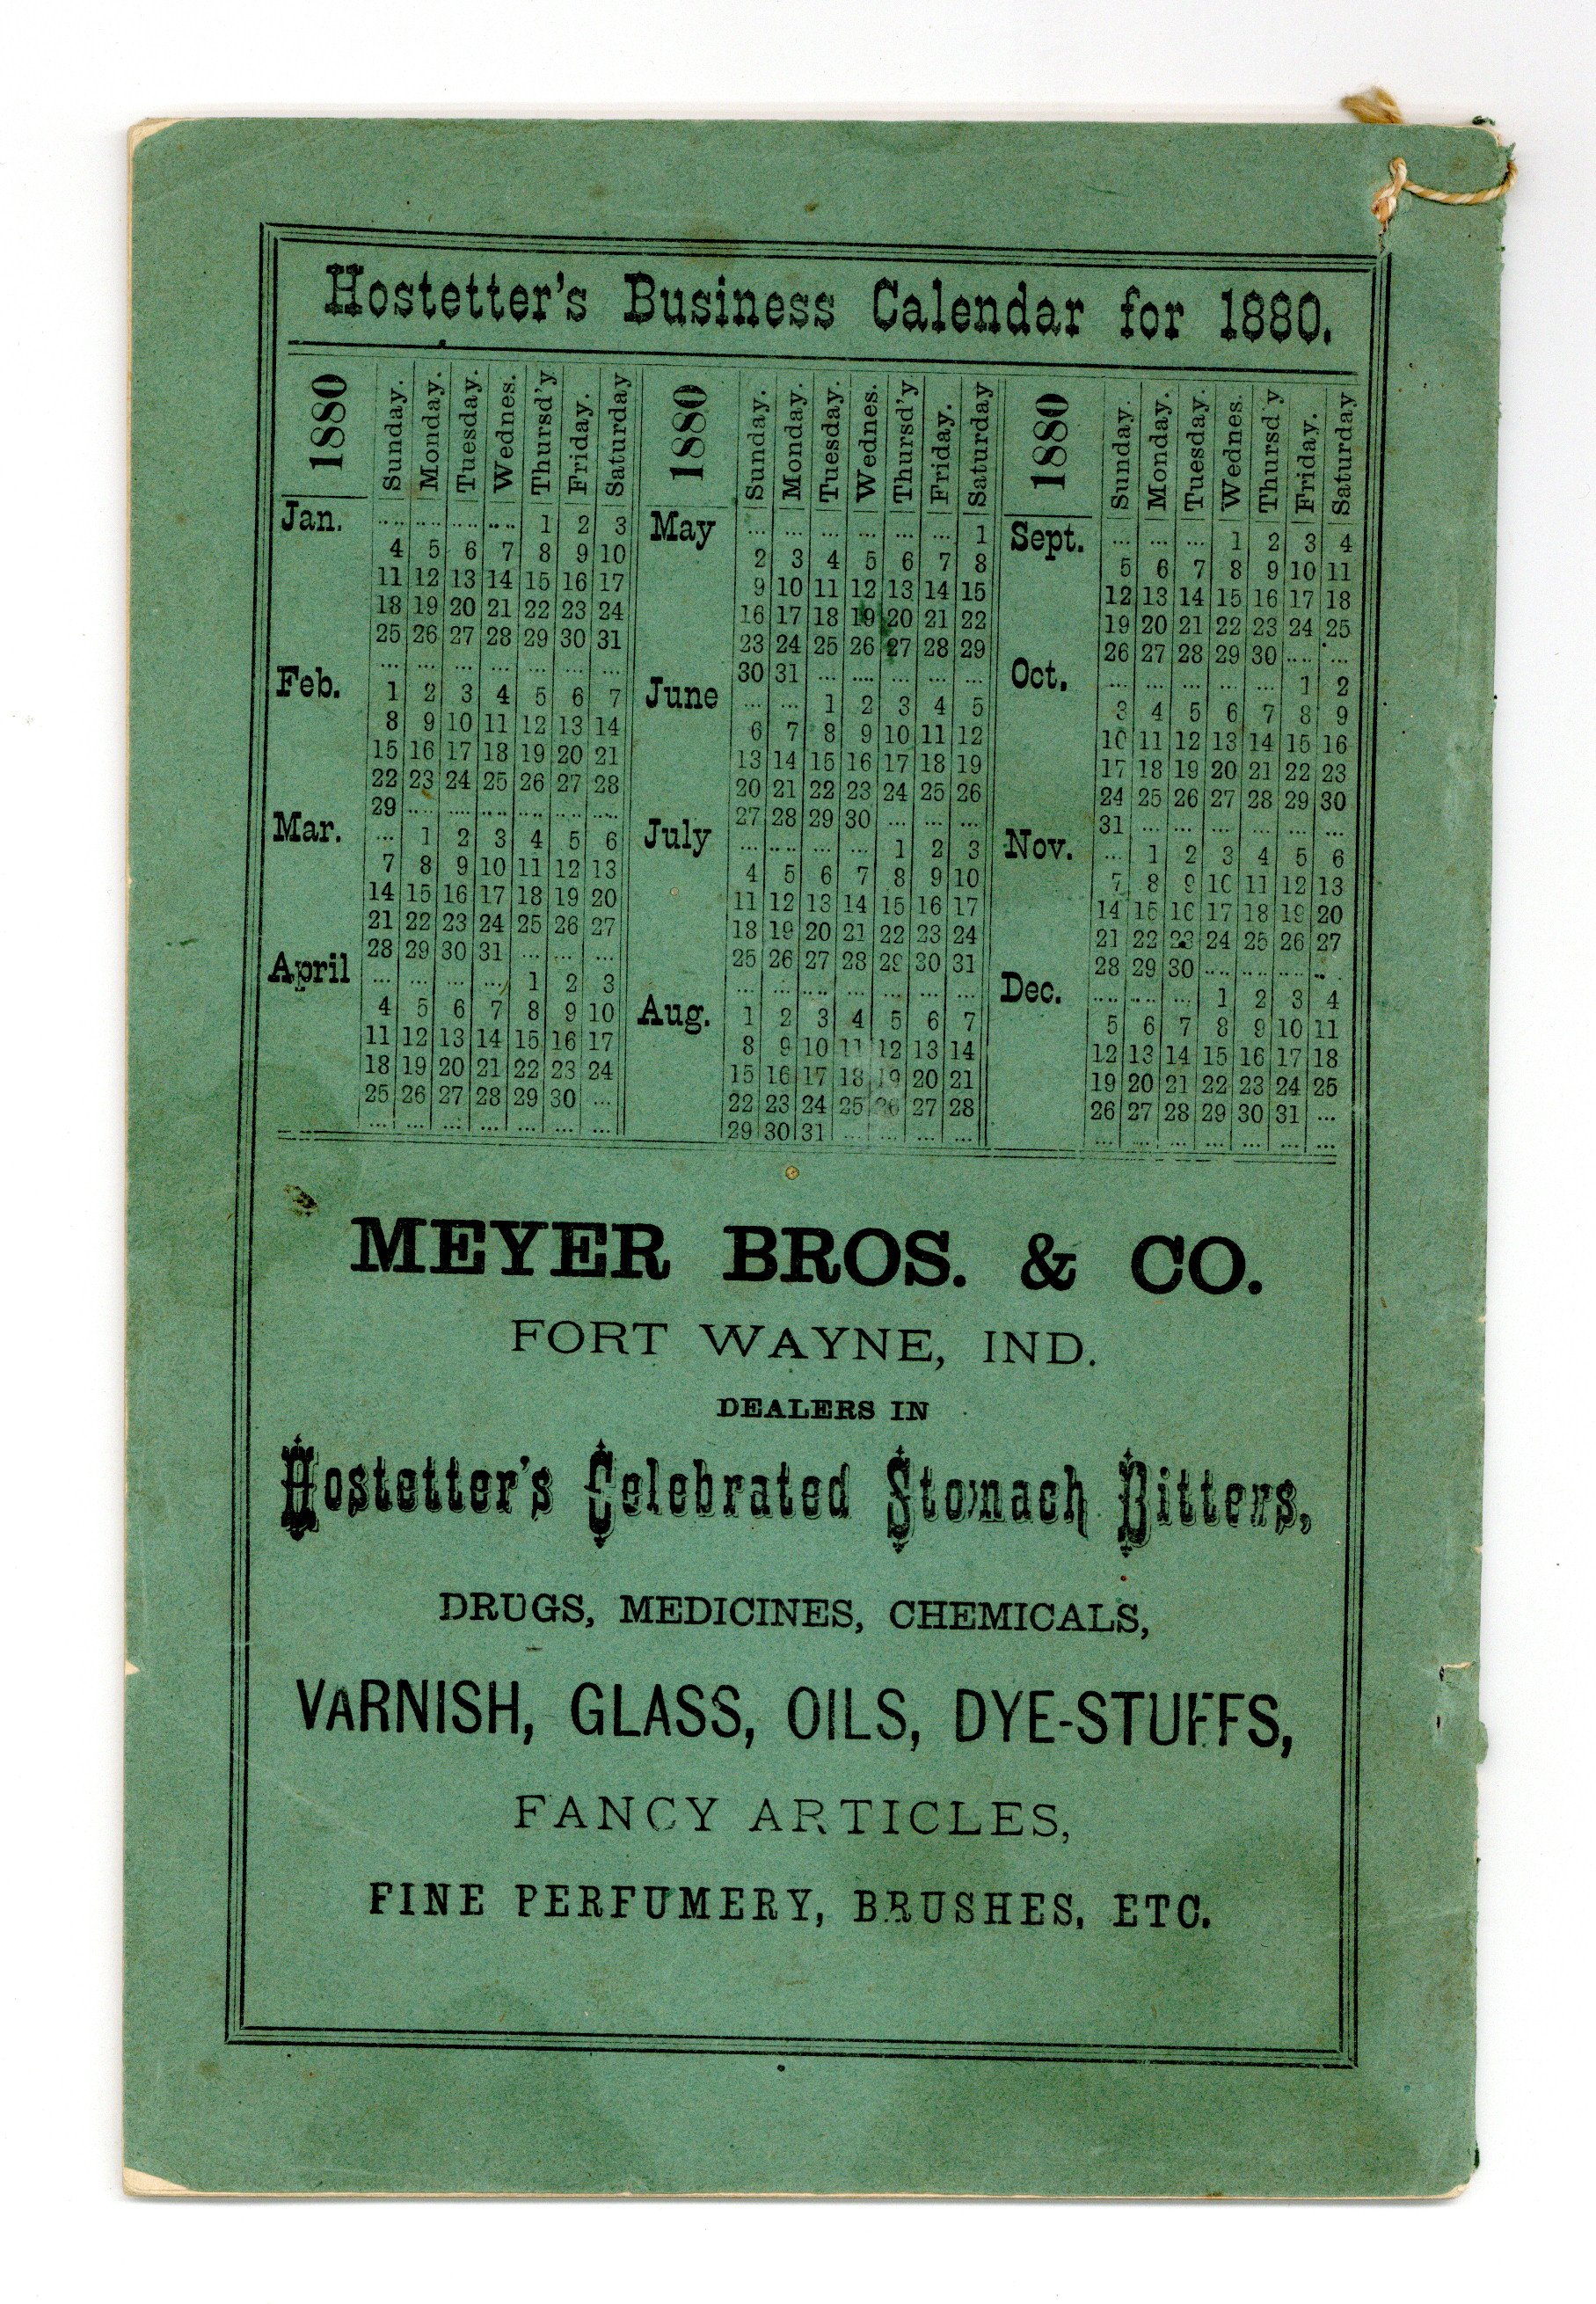 Hostetter's Business Calendar for 1880.
1880 Sunday. Monday. Tuesday. Wednes. Thursd'y Friday. Saturday
Jan. ... ... ... ... 1 2 3
4 5 6 7 8 9 10
11 12 13 14 15 16 17
18 19 20 21 22 23 24
25 26 27 28 29 30 31
... ... ... ... ... ... ...
Feb. 1 2 3 4 5 6 7
8 9 10 11 12 13 14
15 16 17 18 19 20 21
22 23 24 25 26 27 28
29 ... ... ... ... ... ...
Mar. ... 1 2 3 4 5 6
7 8 9 10 11 12 13
14 15 16 17 18 19 20
21 22 23 24 25 26 27
28 29 30 31 ... ... ...
April ... ... ... ... 1 2 3
4 5 6 7 8 9 10
11 12 13 14 15 16 17
18 19 20 21 22 23 24
25 26 27 28 29 30 ...
... ... ... ... ... ... ...
1880 Sunday. Monday. Tuesday. Wednes. Thursd'y Friday. Saturday
May ... ... ... ... ... ... 1
2 3 4 5 6 7 8
9 10 11 12 13 14 15
16 17 18 19 20 21 22
23 24 25 26 27 28 29
30 31 ... ... ... ... ...
June ... ... 1 2 3 4 5
6 7 8 9 10 11 12
13 14 15 16 17 18 19
20 21 22 23 24 25 26
27 28 29 30 ... ... ...
July ... ... ... ... 1 2 3
4 5 6 7 8 9 10
11 12 13 14 15 16 17
18 19 20 21 22 23 24
25 26 27 28 29 30 31
... ... ... ... ... ... ...
Aug. 1 2 3 4 5 6 7
8 9 10 11 12 13 14
15 16 17 18 19 20 21
22 23 24 25 26 27 28
29 30 31 ... ... ... ...
1880 Sunday. Monday. Tuesday. Wednes. Thursd'y Friday. Saturday
Sept. ... ... ... 1 2 3 4
5 6 7 8 9 10 11
12 13 14 15 16 17 18
19 20 21 22 23 24 25
26 27 28 29 30 ... ...
Oct. ... ... ... ... ... 1 2
3 4 5 6 7 8 9
10 11 12 13 14 15 16
17 18 19 20 21 22 23
24 25 26 27 28 29 30
31 ... ... ... ... ... ...
Nov. ... 1 2 3 4 5 6
7 8 9 10 11 12 13
14 15 16 17 18 19 20
21 22 23 24 25 26 27
28 29 30 ... ... ... ...
Dec. ... ... ... 1 2 3 4
5 6 7 8 9 10 11
12 13 14 15 16 17 18
19 20 21 22 23 24 25
26 27 28 29 30 31 ...
... ... ... ... ... ... ...
MEYER BROS. & CO.
FORT WAYNE, IND.
DEALERS IN
Hostetter's Celebrated Stomach Bitters,
DRUGS, MEDICINES, CHEMICALS,
VARNISH, GLASS, OILS, DYE-STUFFS,
FANCY ARTICLES,
FINE PERFUMERY, BRUSHES, ETC.